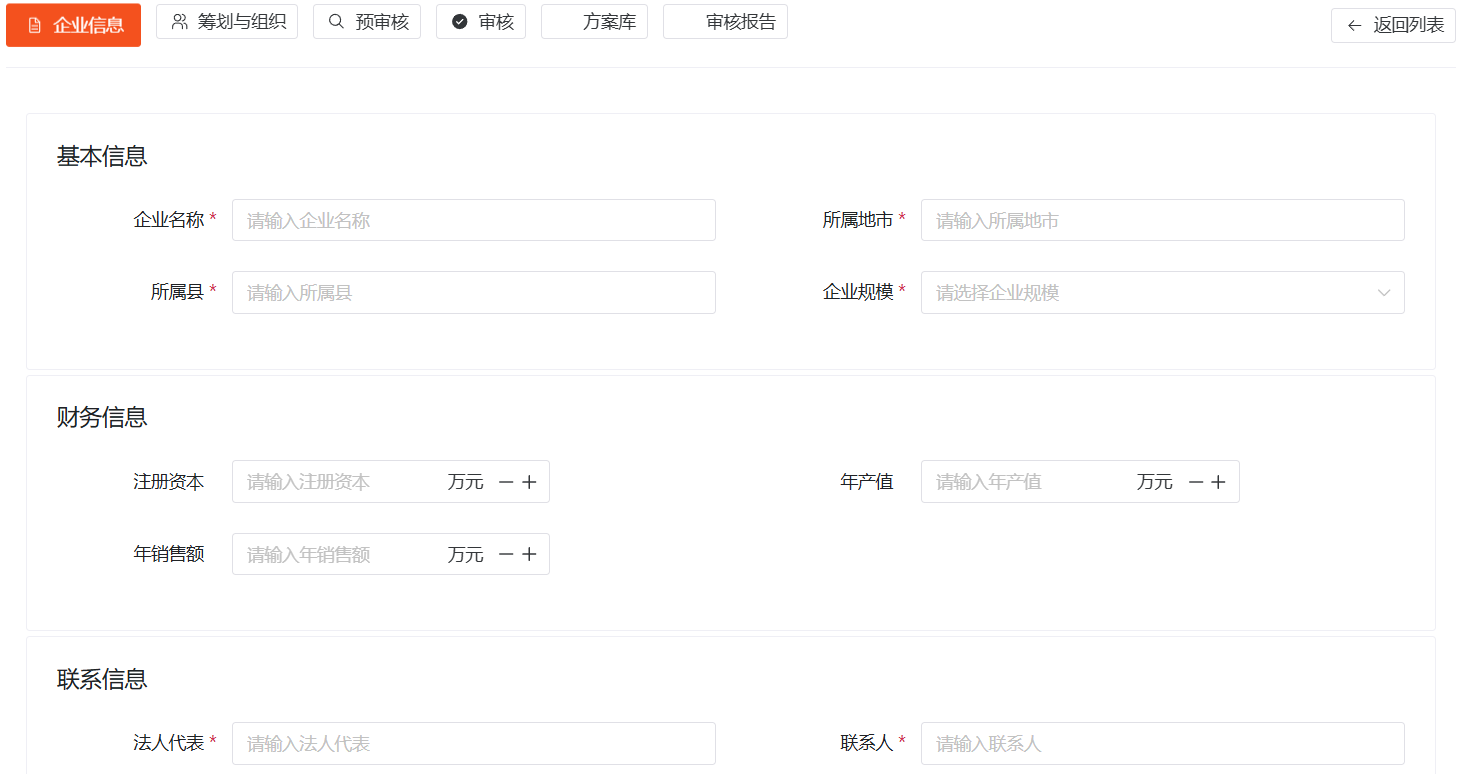 企业信息 筹划与组织 预审核 审核 方案库 审核报告 返回列表
基本信息
企业名称 * 请输入企业名称 所属地市 * 请输入所属地市
所属县 * 请输入所属县 企业规模 * 请选择企业规模
财务信息
注册资本 请输入注册资本 万元 — + 年产值 请输入年产值 万元 — +
年销售额 请输入年销售额 万元 — +
联系信息
法人代表 * 请输入法人代表 联系人 * 请输入联系人